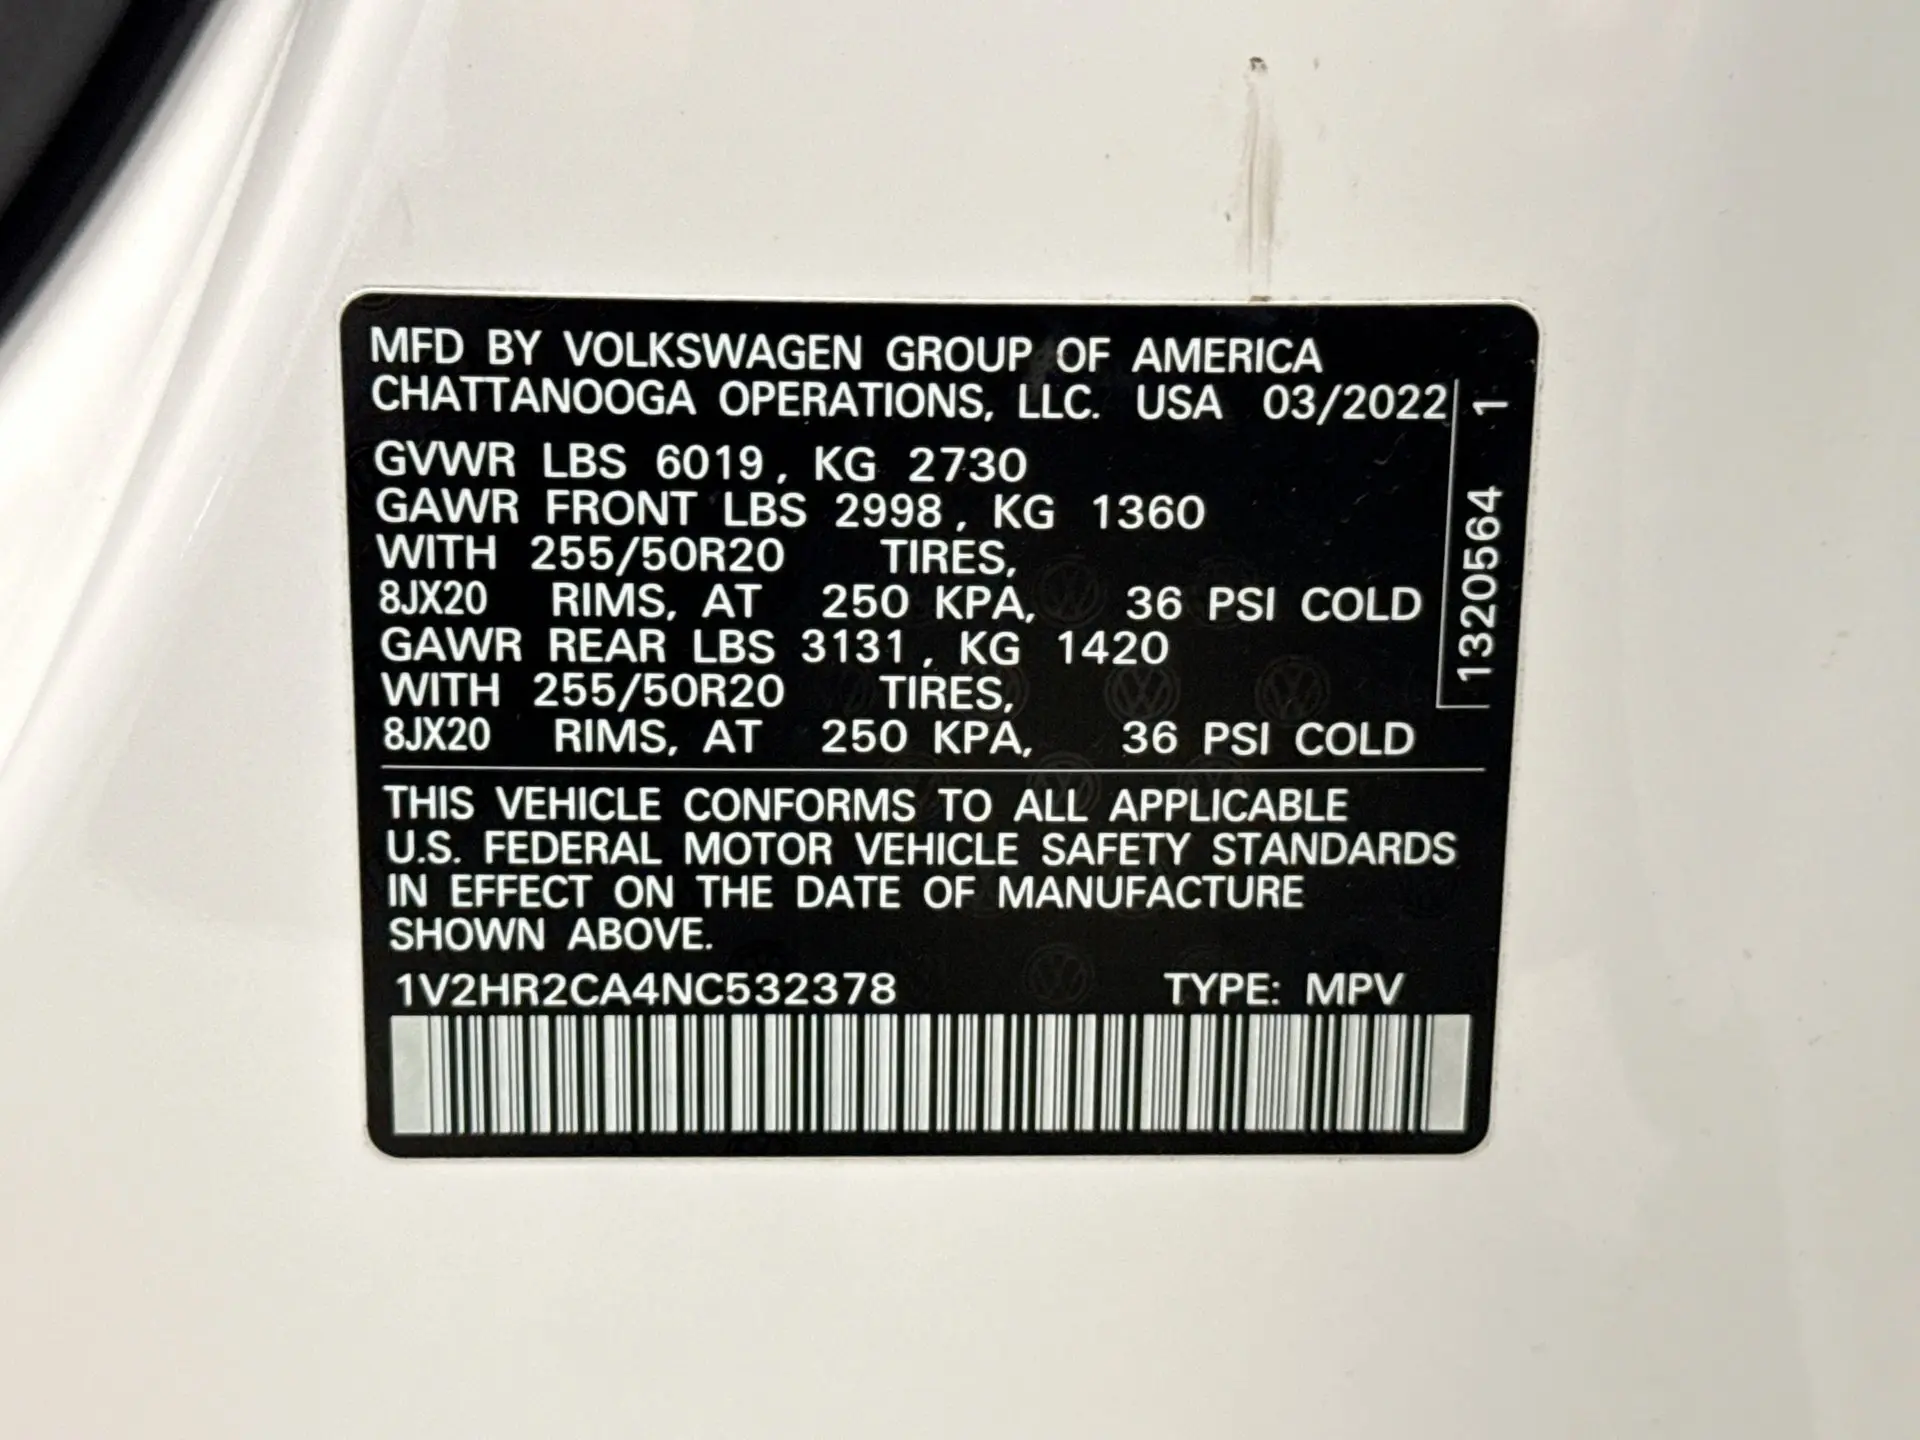 MFD BY VOLKSWAGEN GROUP OF AMERICA
CHATTANOOGA OPERATIONS, LLC. USA 03/2022
GVWR LBS 6019, KG 2730
GAWR FRONT LBS 2998, KG 1360
WITH 255/50R20 TIRES,
8JX20 RIMS, AT 250 KPA, 36 PSI COLD
GAWR REAR LBS 3131, KG 1420
WITH 255/50R20 TIRES,
8JX20 RIMS, AT 250 KPA, 36 PSI COLD
1320564 1
THIS VEHICLE CONFORMS TO ALL APPLICABLE
U.S. FEDERAL MOTOR VEHICLE SAFETY STANDARDS
IN EFFECT ON THE DATE OF MANUFACTURE
SHOWN ABOVE.
1V2HR2CA4NC532378 TYPE: MPV